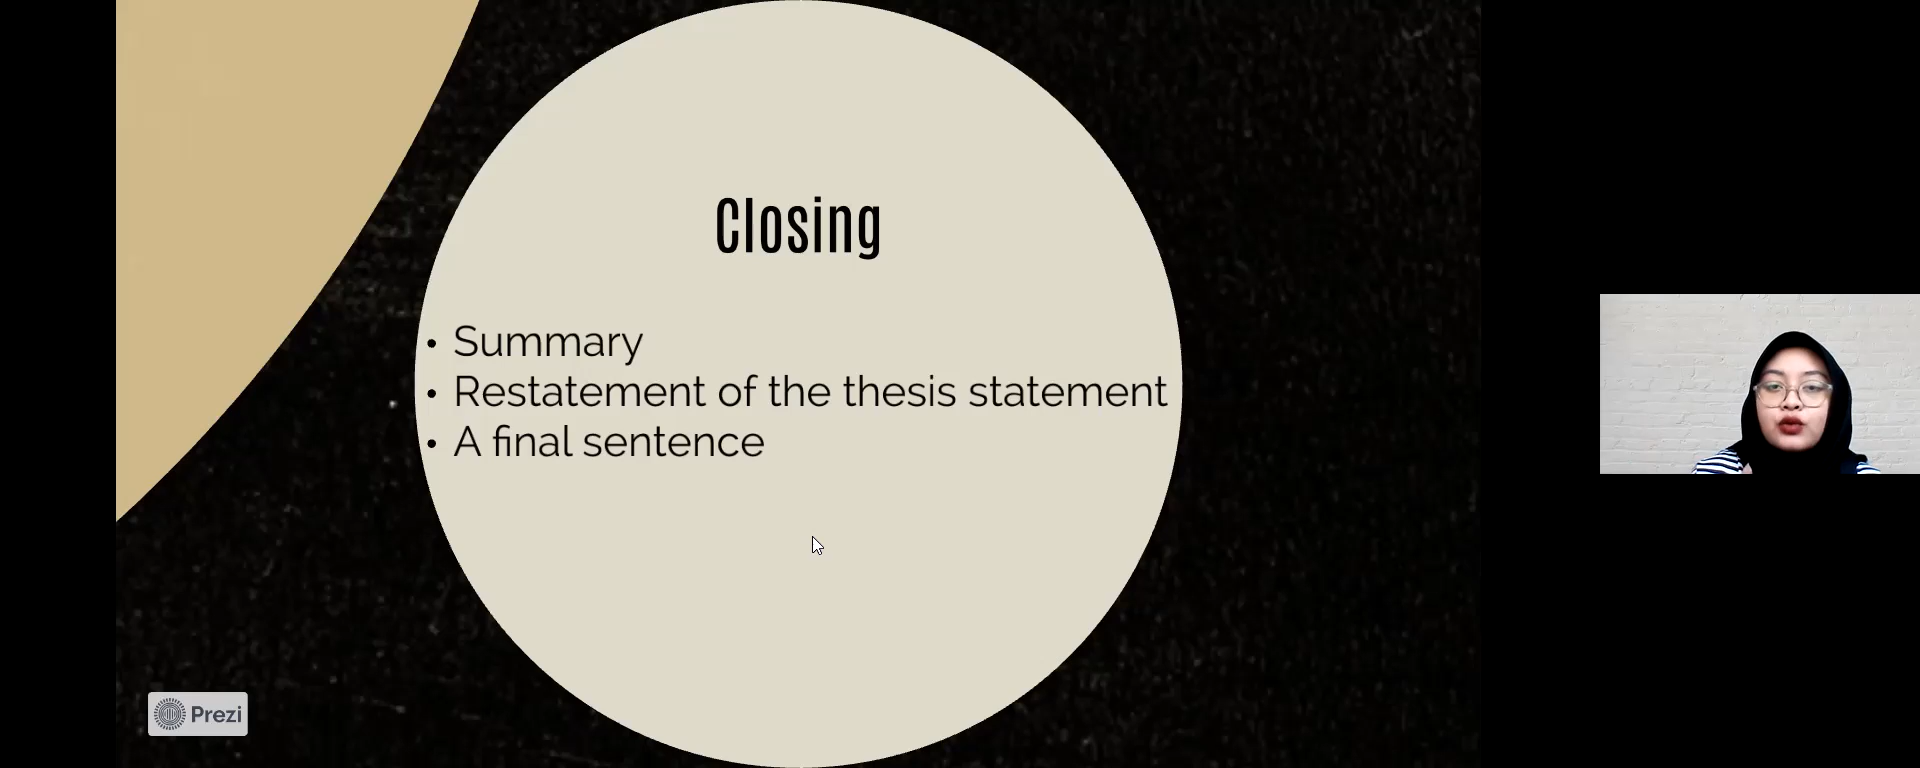 Closing
• Summary
• Restatement of the thesis statement
• A final sentence
Prezi